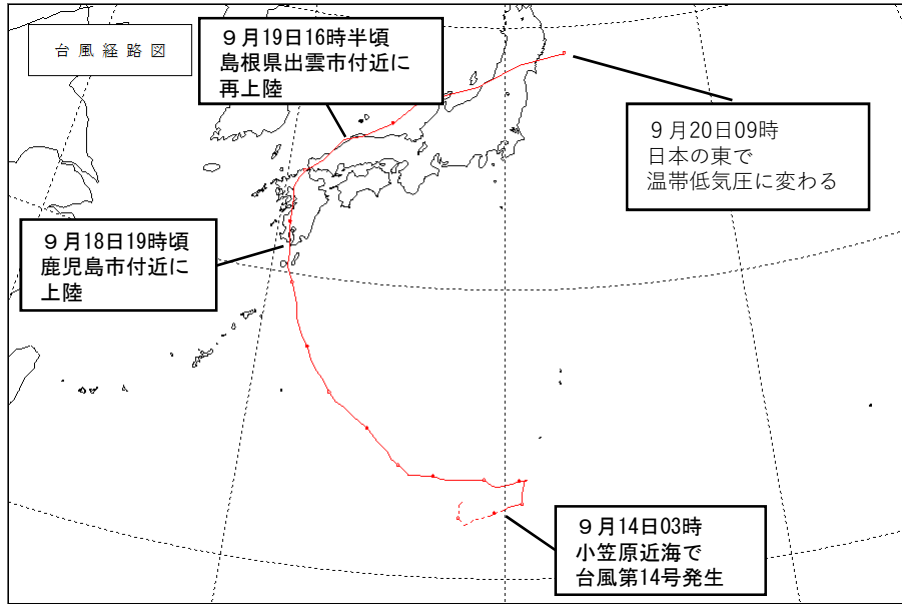 台風経路図
９月19日16時半頃
島根県出雲市付近に
再上陸
９月20日09時
日本の東で
温帯低気圧に変わる
９月18日19時頃
鹿児島市付近に
上陸
９月14日03時
小笠原近海で
台風第14号発生